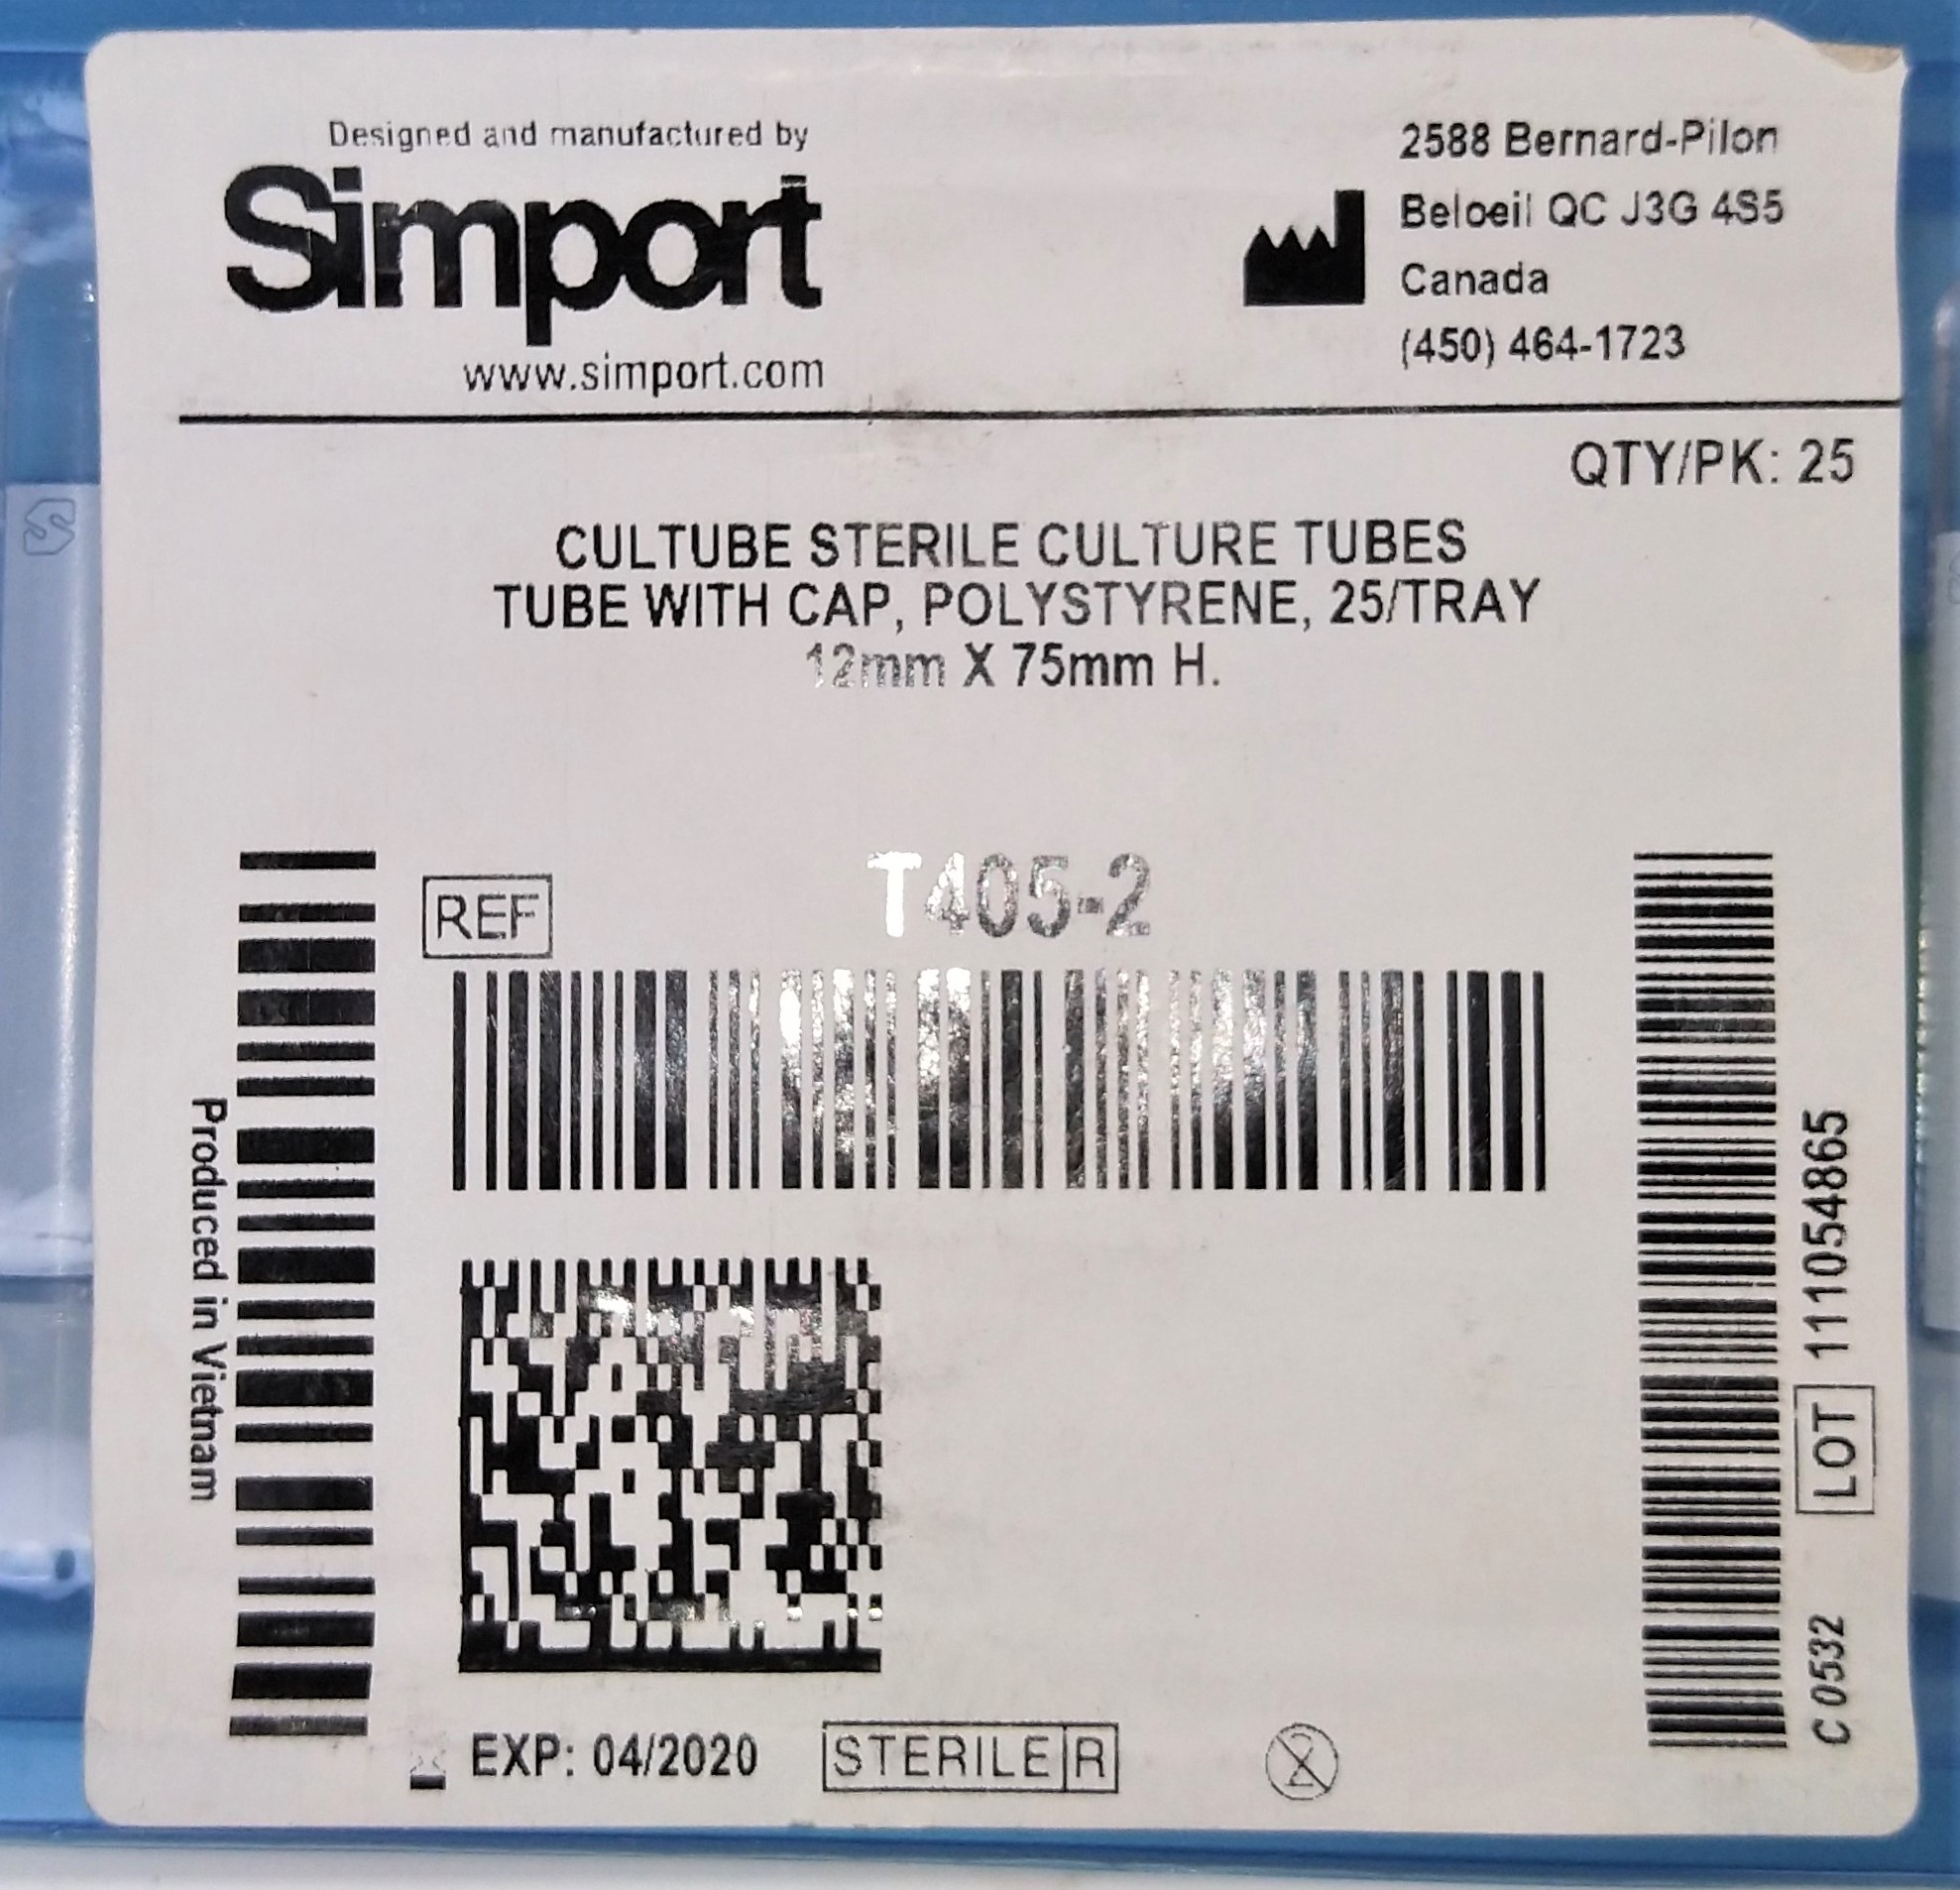 Designed and manufactured by
Simport
www.simport.com
2588 Bernard-Pilon
Beloeil QC J3G 4S5
Canada
(450) 464-1723
QTY/PK: 25
CULTUBE STERILE CULTURE TUBES
TUBE WITH CAP, POLYSTYRENE, 25/TRAY
12mm X 75mm H.
REF
T405-2
Produced in Vietnam
LOT 111054865
C 0532
EXP: 04/2020
STERILE R
2